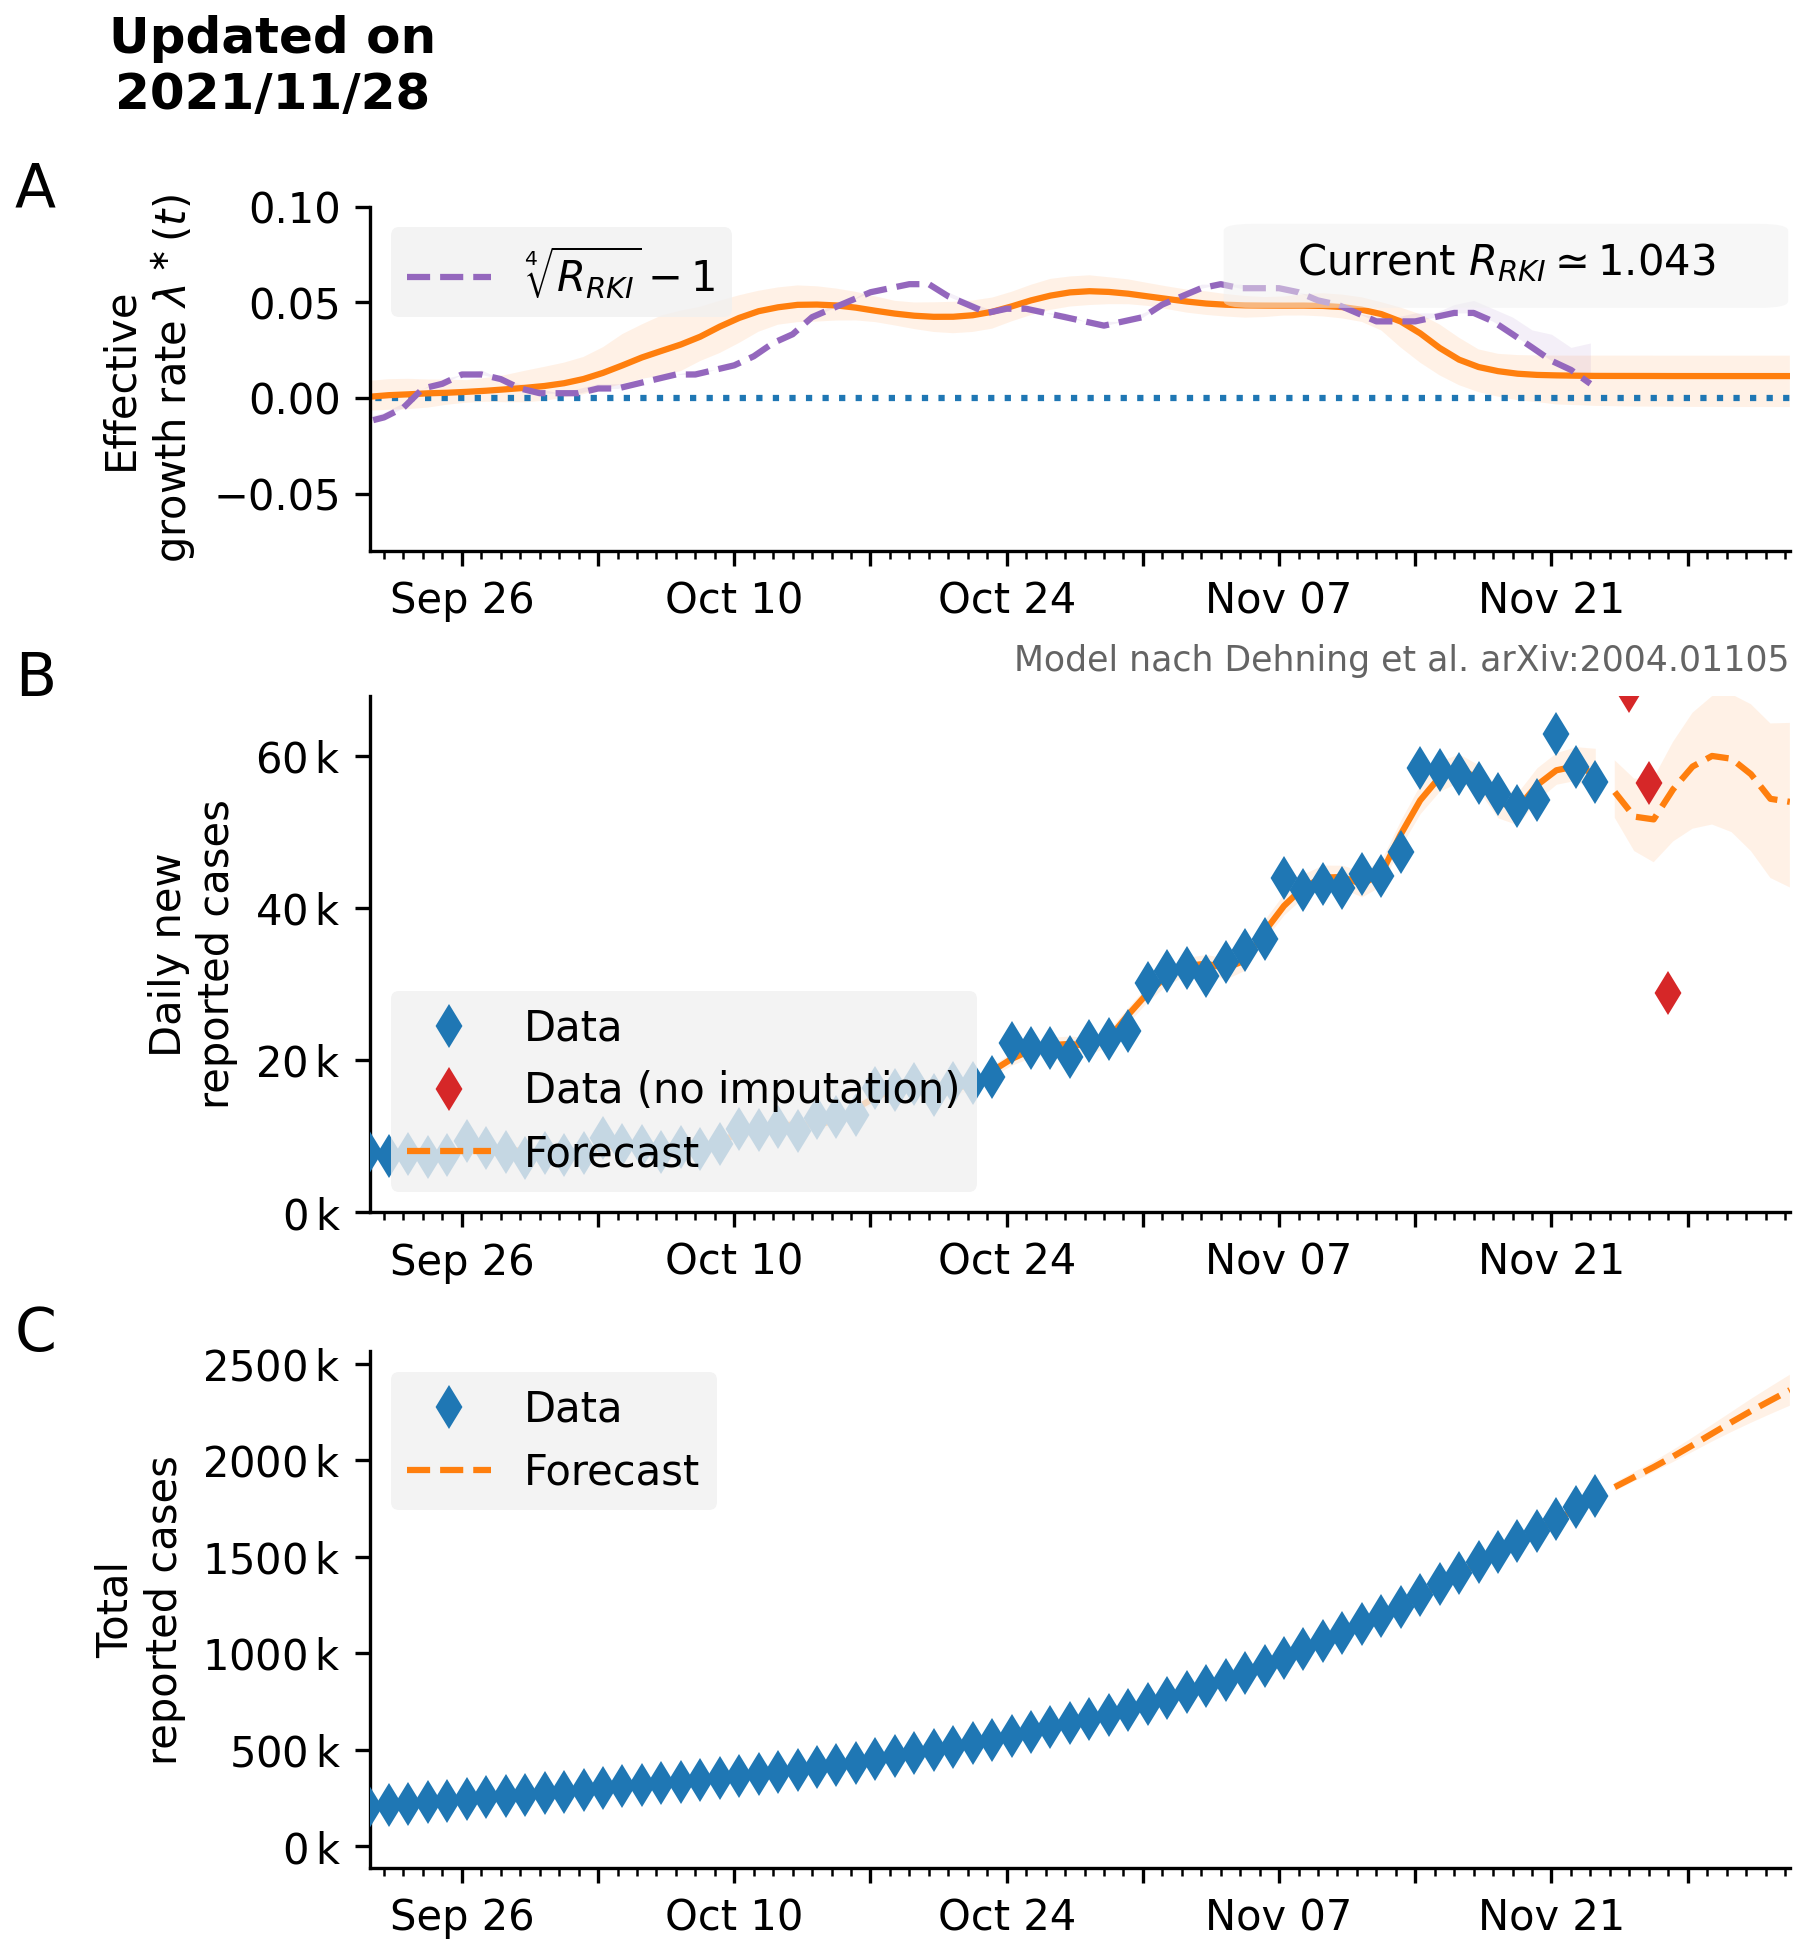 Updated on
2021/11/28
A
Effective
growth rate λ * (t)
0.10
0.05
0.00
−0.05
∜R_RKI − 1
Current R_RKI ≃ 1.043
Sep 26 Oct 10 Oct 24 Nov 07 Nov 21
Model nach Dehning et al. arXiv:2004.01105
B
Daily new
reported cases
60 k
40 k
20 k
0 k
Data
Data (no imputation)
Forecast
Sep 26 Oct 10 Oct 24 Nov 07 Nov 21
C
Total
reported cases
2500 k
2000 k
1500 k
1000 k
500 k
0 k
Data
Forecast
Sep 26 Oct 10 Oct 24 Nov 07 Nov 21